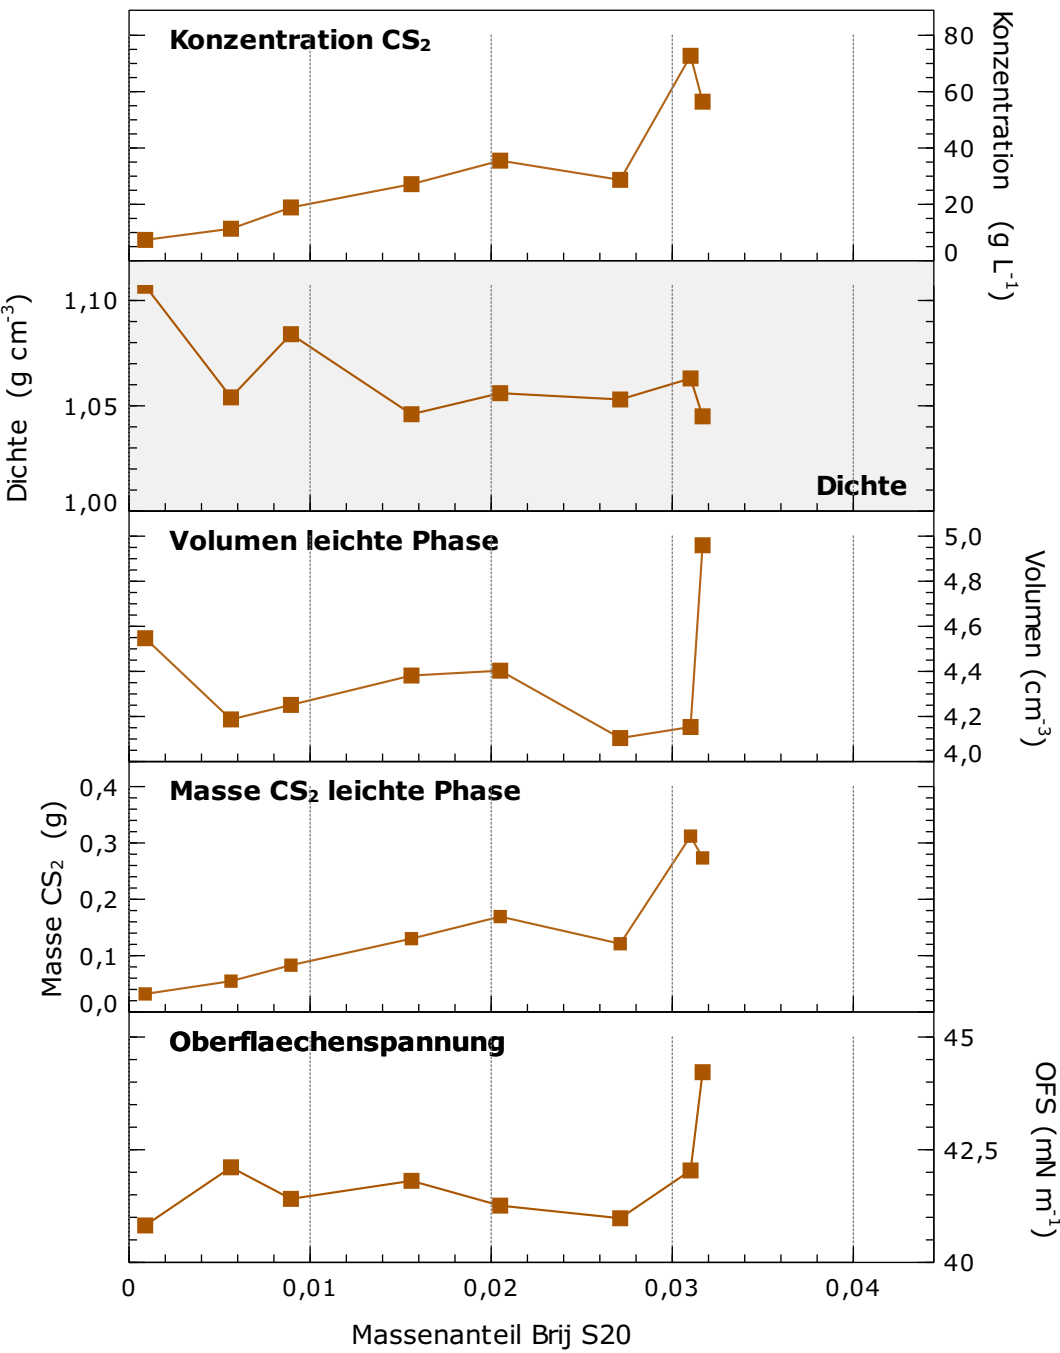 Konzentration CS₂
80
60
40
20
0
Konzentration (g L⁻¹)
Dichte (g cm⁻³)
1,10
1,05
1,00
Dichte
Volumen leichte Phase
5,0
4,8
4,6
4,4
4,2
4,0
Volumen (cm⁻³)
Masse CS₂ (g)
0,4
0,3
0,2
0,1
0,0
Masse CS₂ leichte Phase
Oberflaechenspannung
45
42,5
40
OFS (mN m⁻¹)
0 0,01 0,02 0,03 0,04
Massenanteil Brij S20